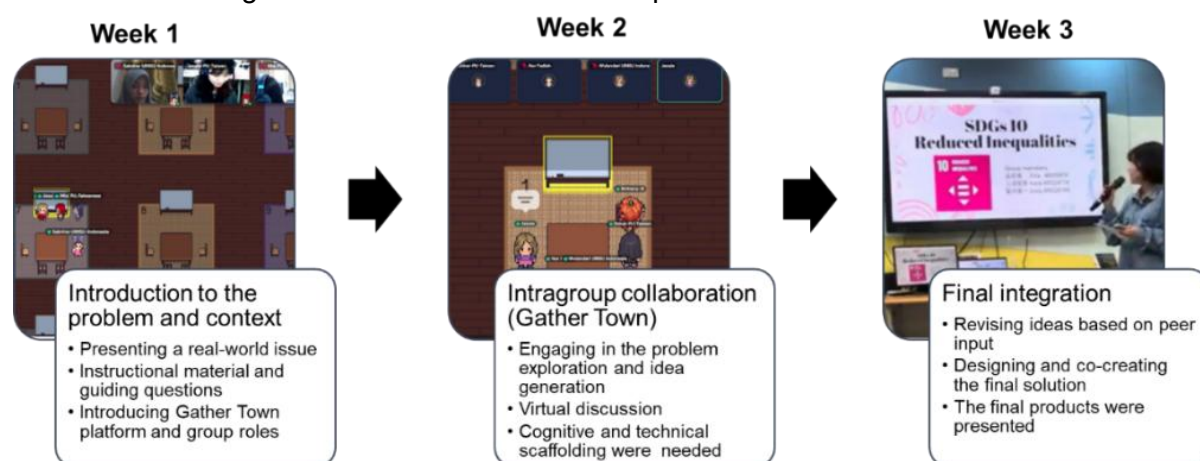 Week 1
Week 2
Week 3
SDGs 10
Reduced Inequalities
10
Introduction to the
problem and context
• Presenting a real-world issue
• Instructional material and
guiding questions
• Introducing Gather Town
platform and group roles
1
Intragroup collaboration
(Gather Town)
• Engaging in the problem
exploration and idea
generation
• Virtual discussion
• Cognitive and technical
scaffolding were needed
Final integration
• Revising ideas based on peer
input
• Designing and co-creating
the final solution
• The final products were
presented